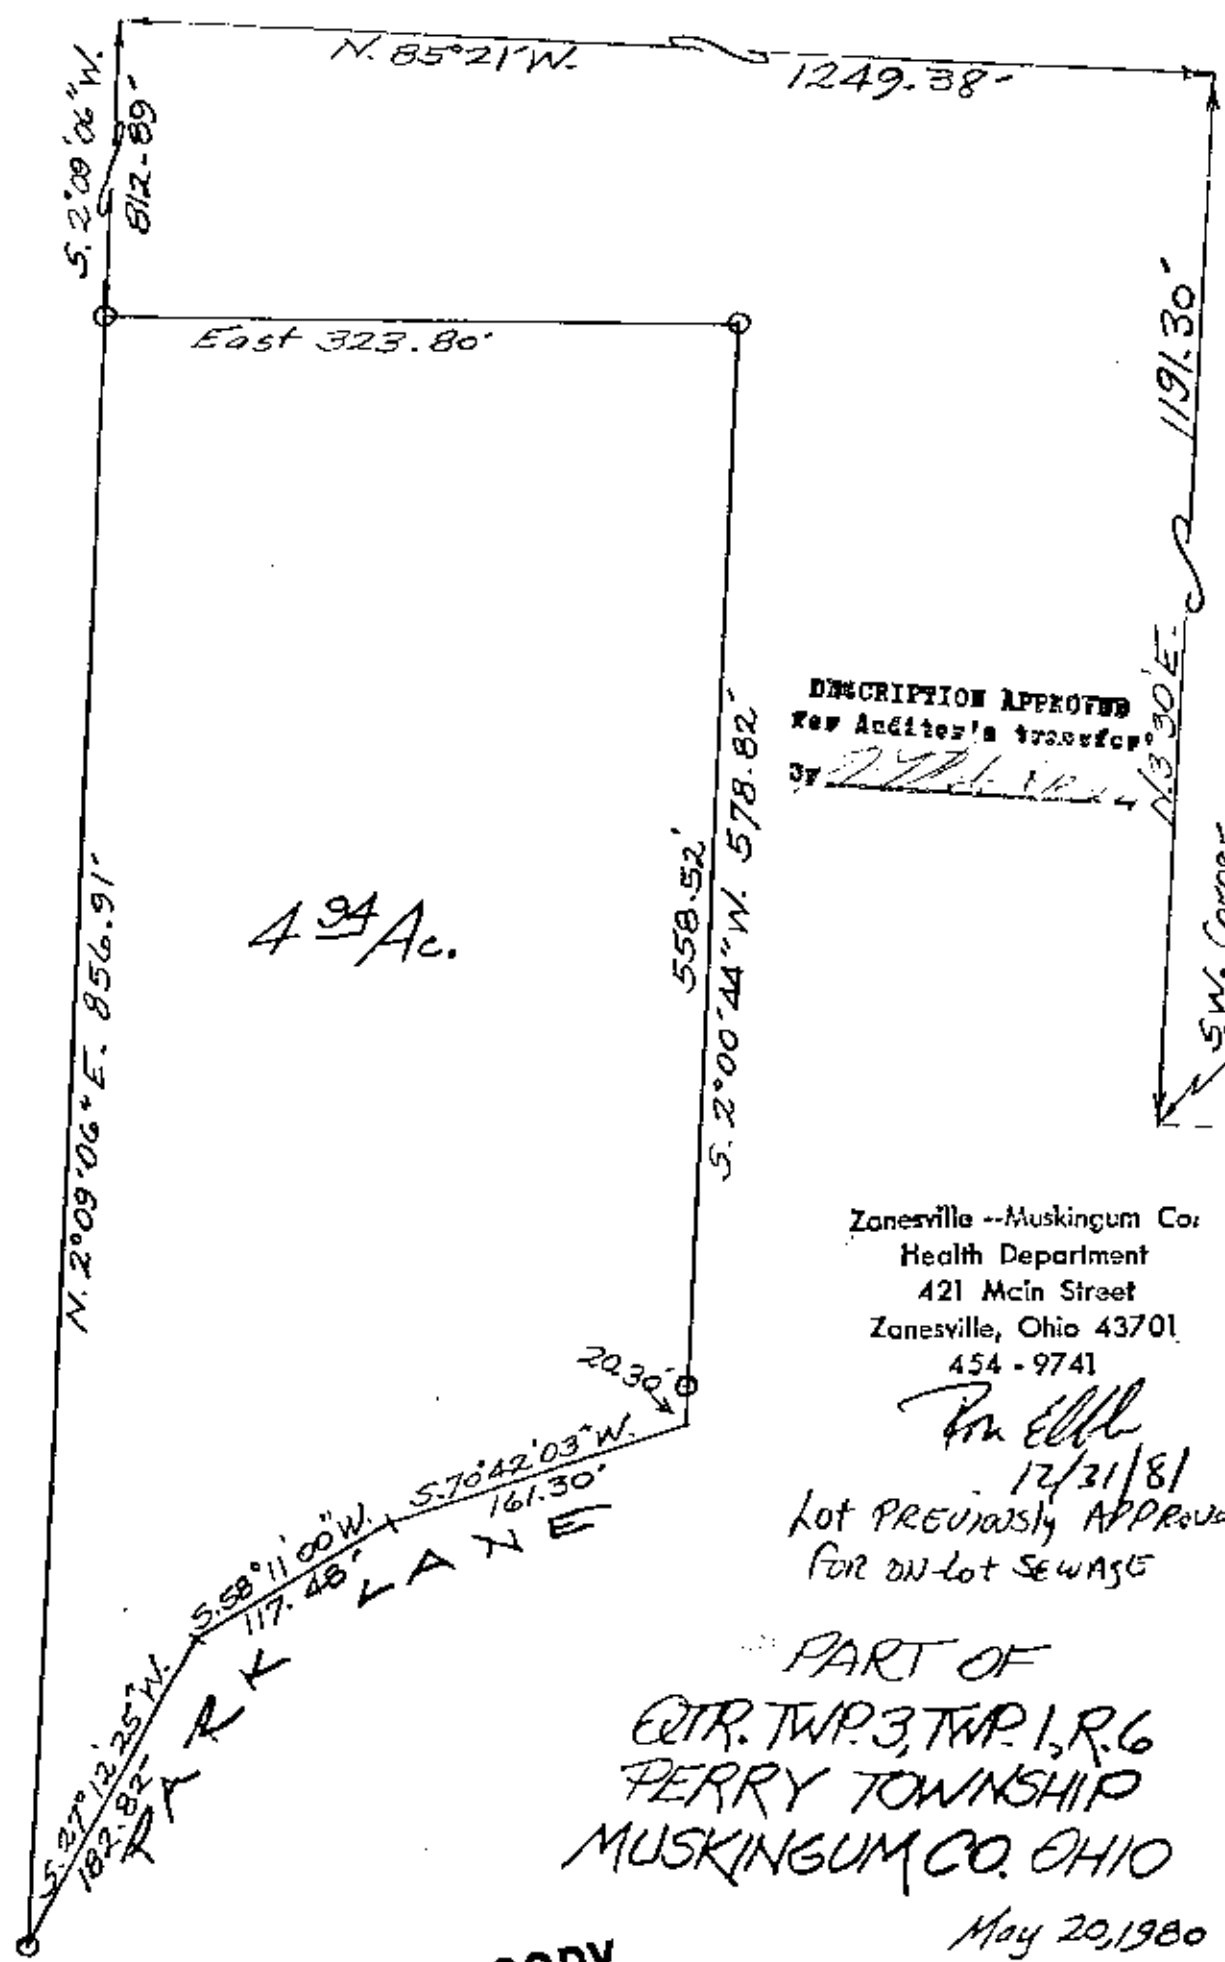 N. 85°21'W.
1249.38'
S. 2°09'06"W.
812.89'
East 323.80'
1191.30'
N.3°30'E.
DESCRIPTION APPROVED
For Auditor's transfer
By
N. 2°09'06"E. 856.91'
4 94 Ac.
558.52'
S. 2°00'44"W. 578.82'
S.W. Corner
Zanesville--Muskingum Co.
Health Department
421 Main Street
Zanesville, Ohio 43701
454-9741
12/31/81
Lot PREVIOUSLY APPROVE
FOR ON-Lot SEWAGE
20.30'
S.70°42'03"W.
161.30'
S.58°11'00"W.
117.48'
S.27°12'25"W.
182.82'
LANE
PART OF
QTR. TWP. 3, TWP. 1, R.6
PERRY TOWNSHIP
MUSKINGUM CO. OHIO
May 20, 1980
COPY